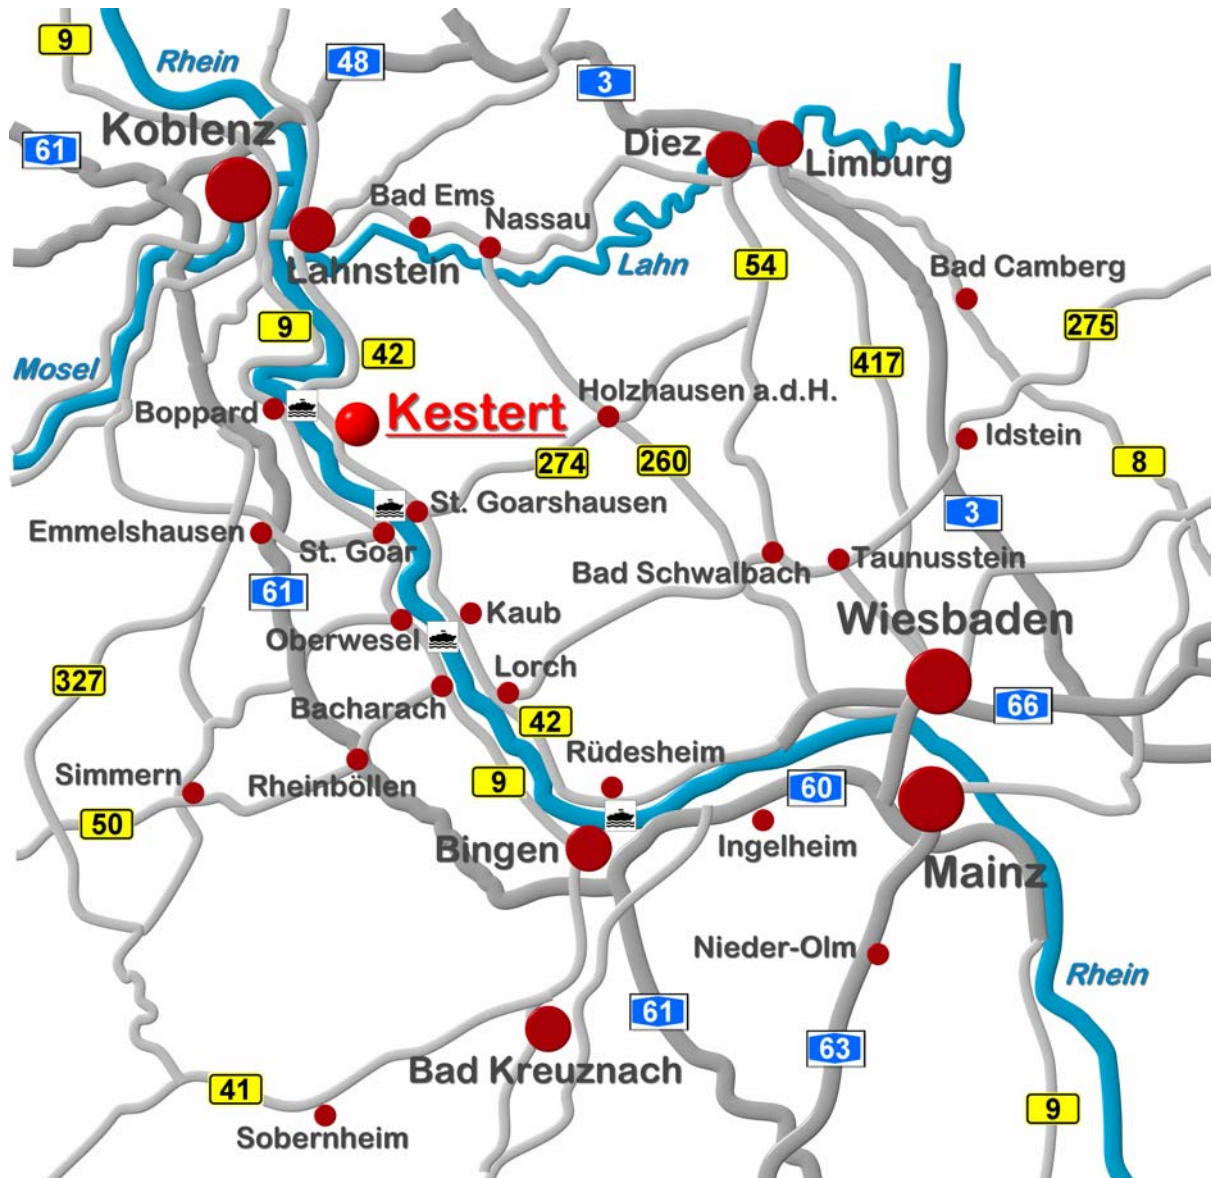 9
Rhein
48
3
Koblenz
61
Diez
Limburg
Bad Ems
Nassau
Lahnstein
Lahn
54
Bad Camberg
9
42
275
Mosel
417
Boppard
Kestert
Holzhausen a.d.H.
Idstein
274
260
8
St. Goarshausen
3
Emmelshausen
St. Goar
Bad Schwalbach
Taunusstein
61
Kaub
Wiesbaden
Oberwesel
Lorch
327
Bacharach
42
66
Rüdesheim
Simmern
Rheinböllen
9
60
50
Bingen
Ingelheim
Mainz
Nieder-Olm
Rhein
61
63
Bad Kreuznach
41
9
Sobernheim